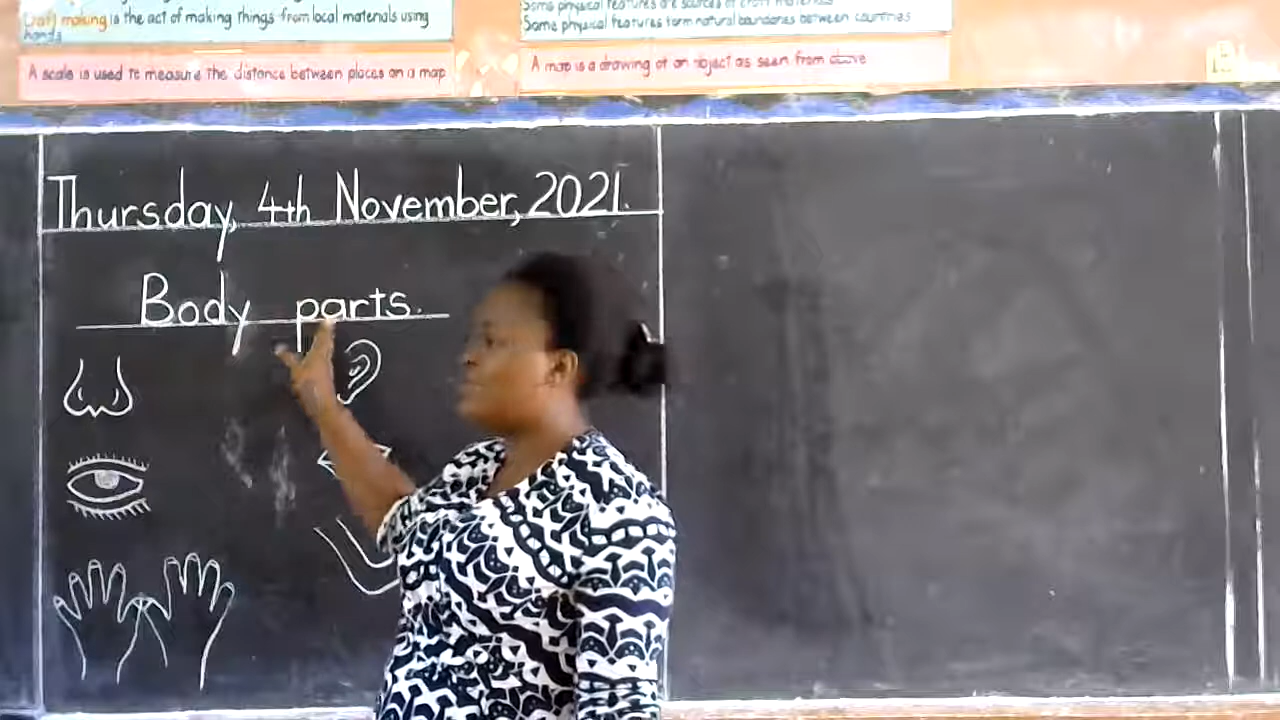 Craft making is the act of making things from local materials using
hands
A scale is used to measure the distance between places on a map
Some physical features are sources of craft materials
Some physical features form natural boundaries between countries
A map is a drawing of an object as seen from above
Thursday, 4th November, 2021.
Body parts.